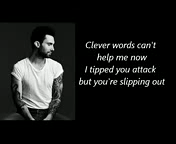 Clever words can't
help me now
I tipped you attack
but you're slipping out